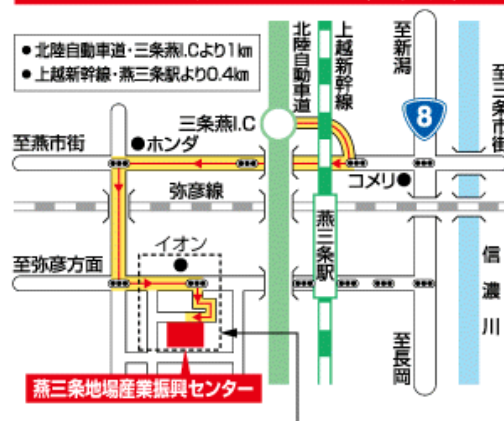 ●北陸自動車道・三条燕I.Cより1km
●上越新幹線・燕三条駅より0.4km
北陸自動車道
上越新幹線
至新潟
8
至三条市街
三条燕I.C
至燕市街
●ホンダ
コメリ●
弥彦線
燕三条駅
イオン
至弥彦方面
信濃川
至長岡
燕三条地場産業振興センター